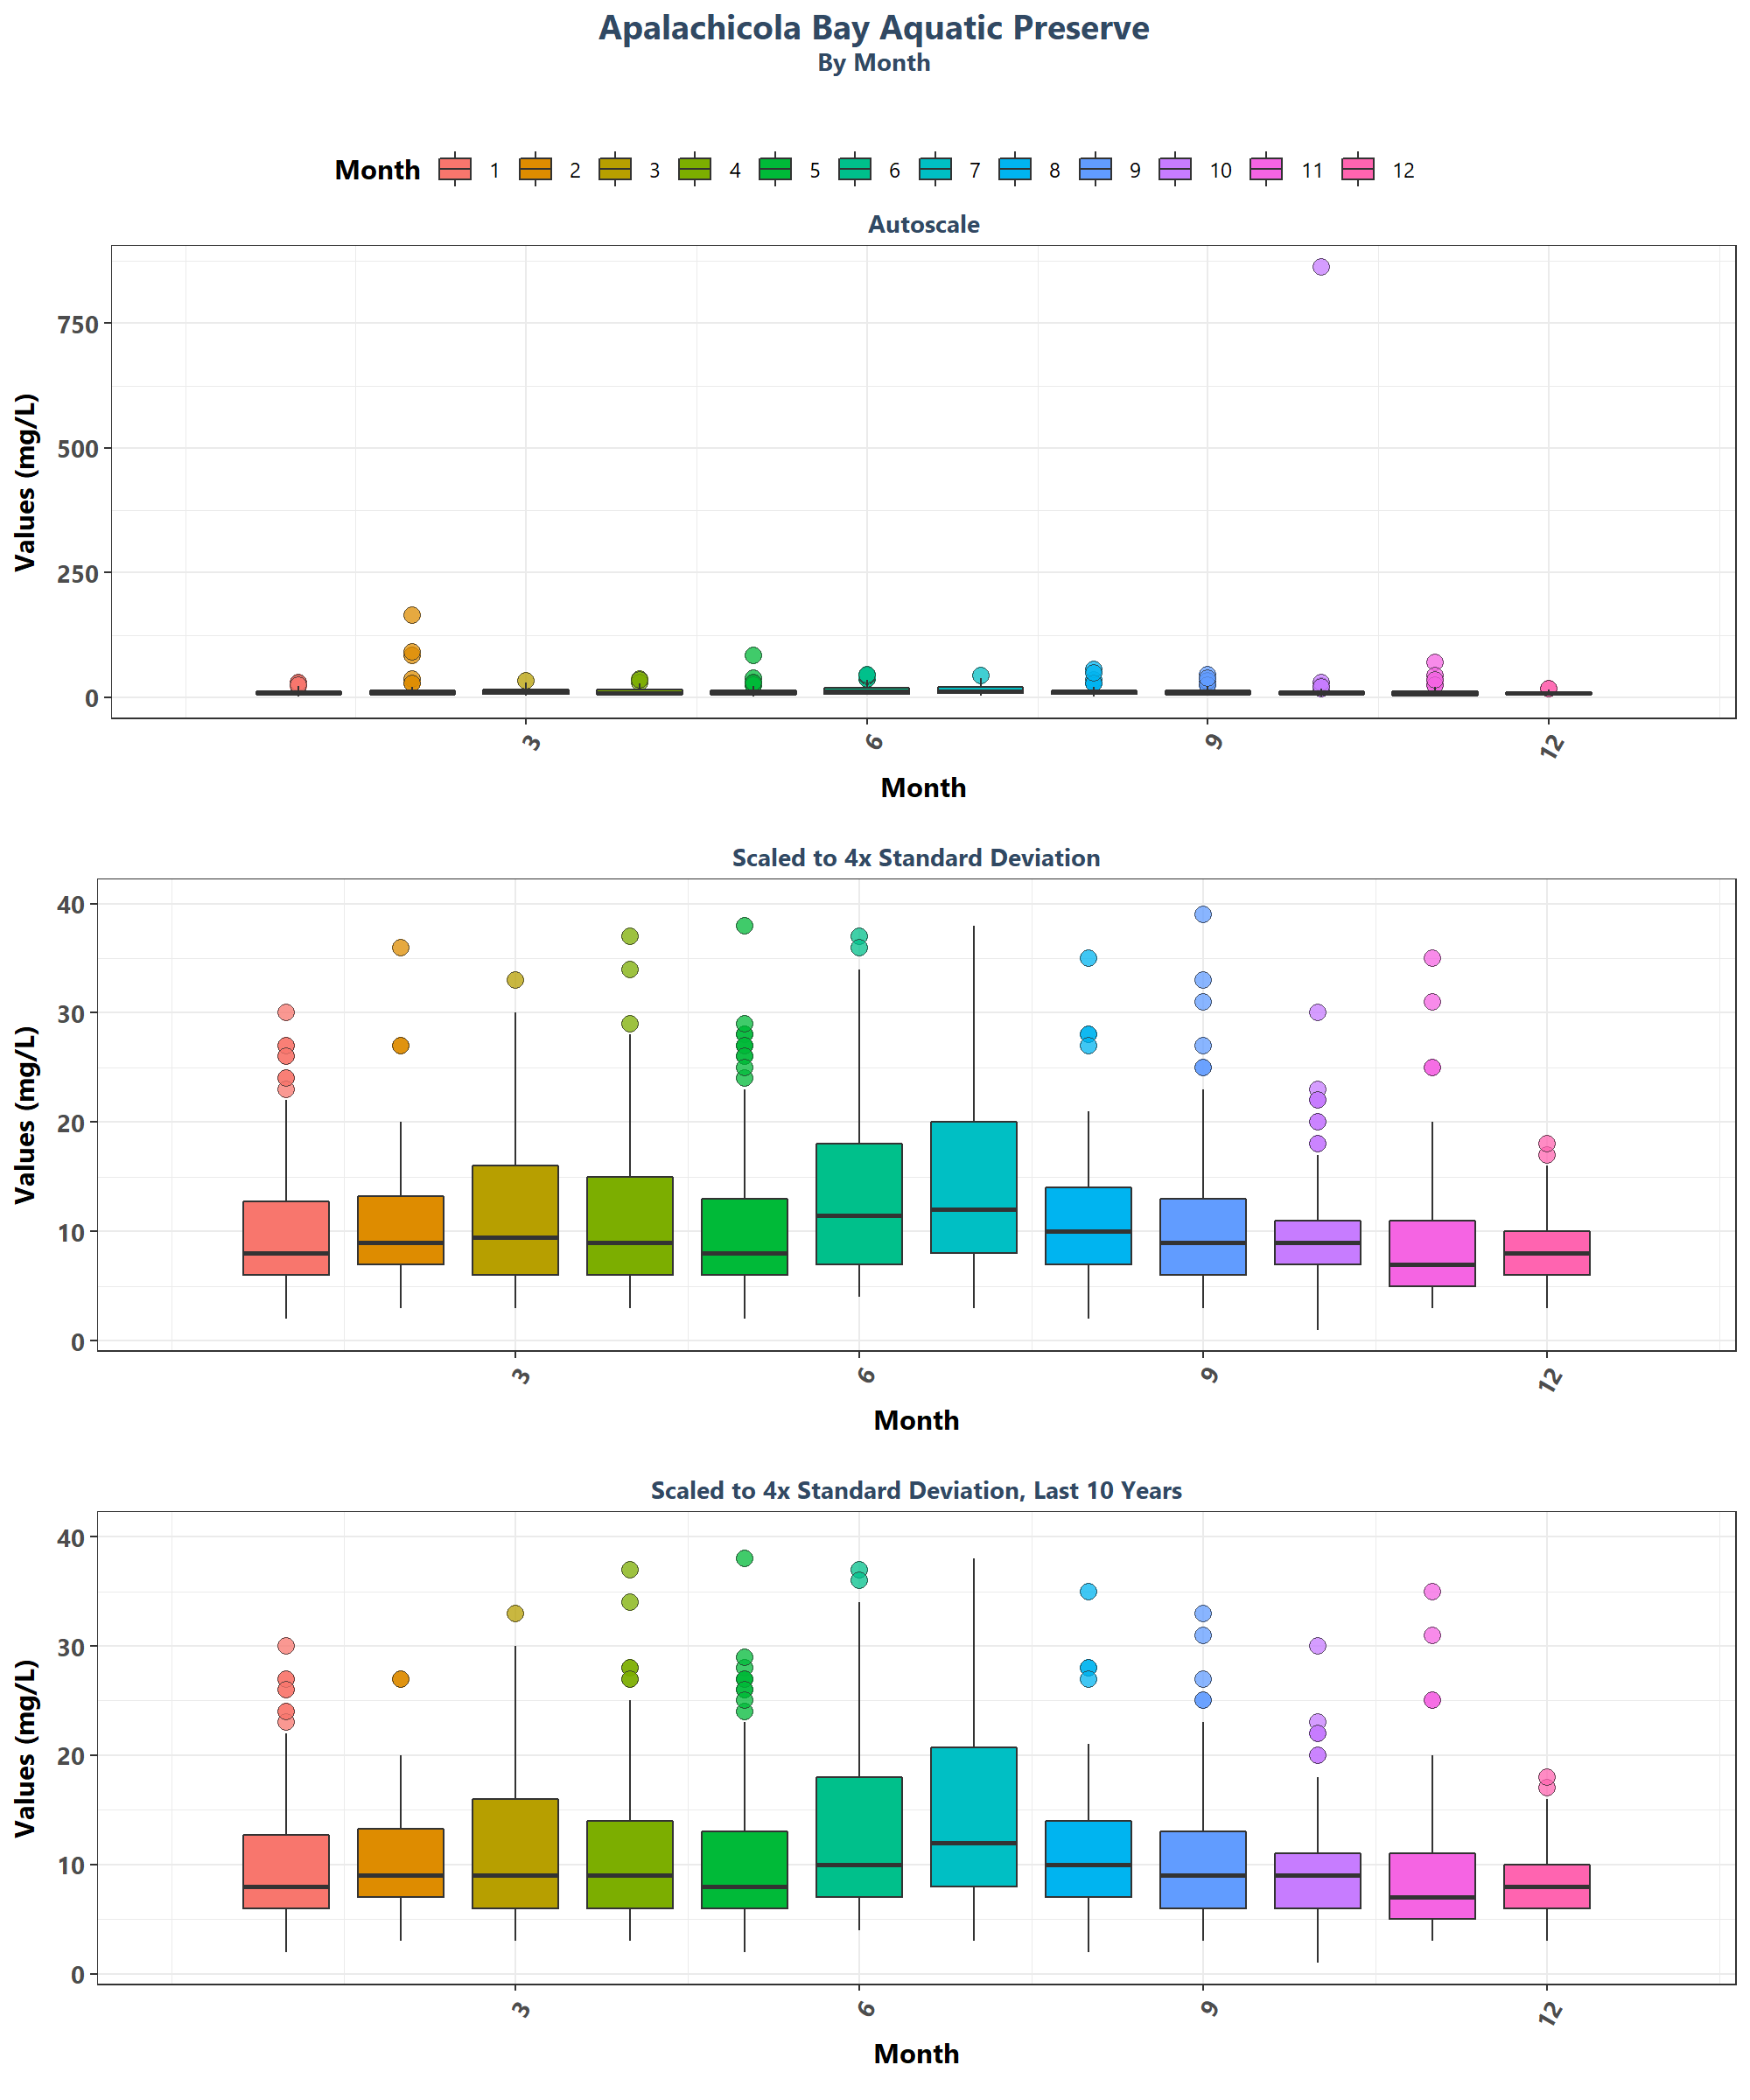 Apalachicola Bay Aquatic Preserve
By Month
Month 1 2 3 4 5 6 7 8 9 10 11 12
Autoscale
Values (mg/L)
750
500
250
0
3 6 9 12
Month
Scaled to 4x Standard Deviation
Values (mg/L)
40
30
20
10
0
3 6 9 12
Month
Scaled to 4x Standard Deviation, Last 10 Years
Values (mg/L)
40
30
20
10
0
3 6 9 12
Month